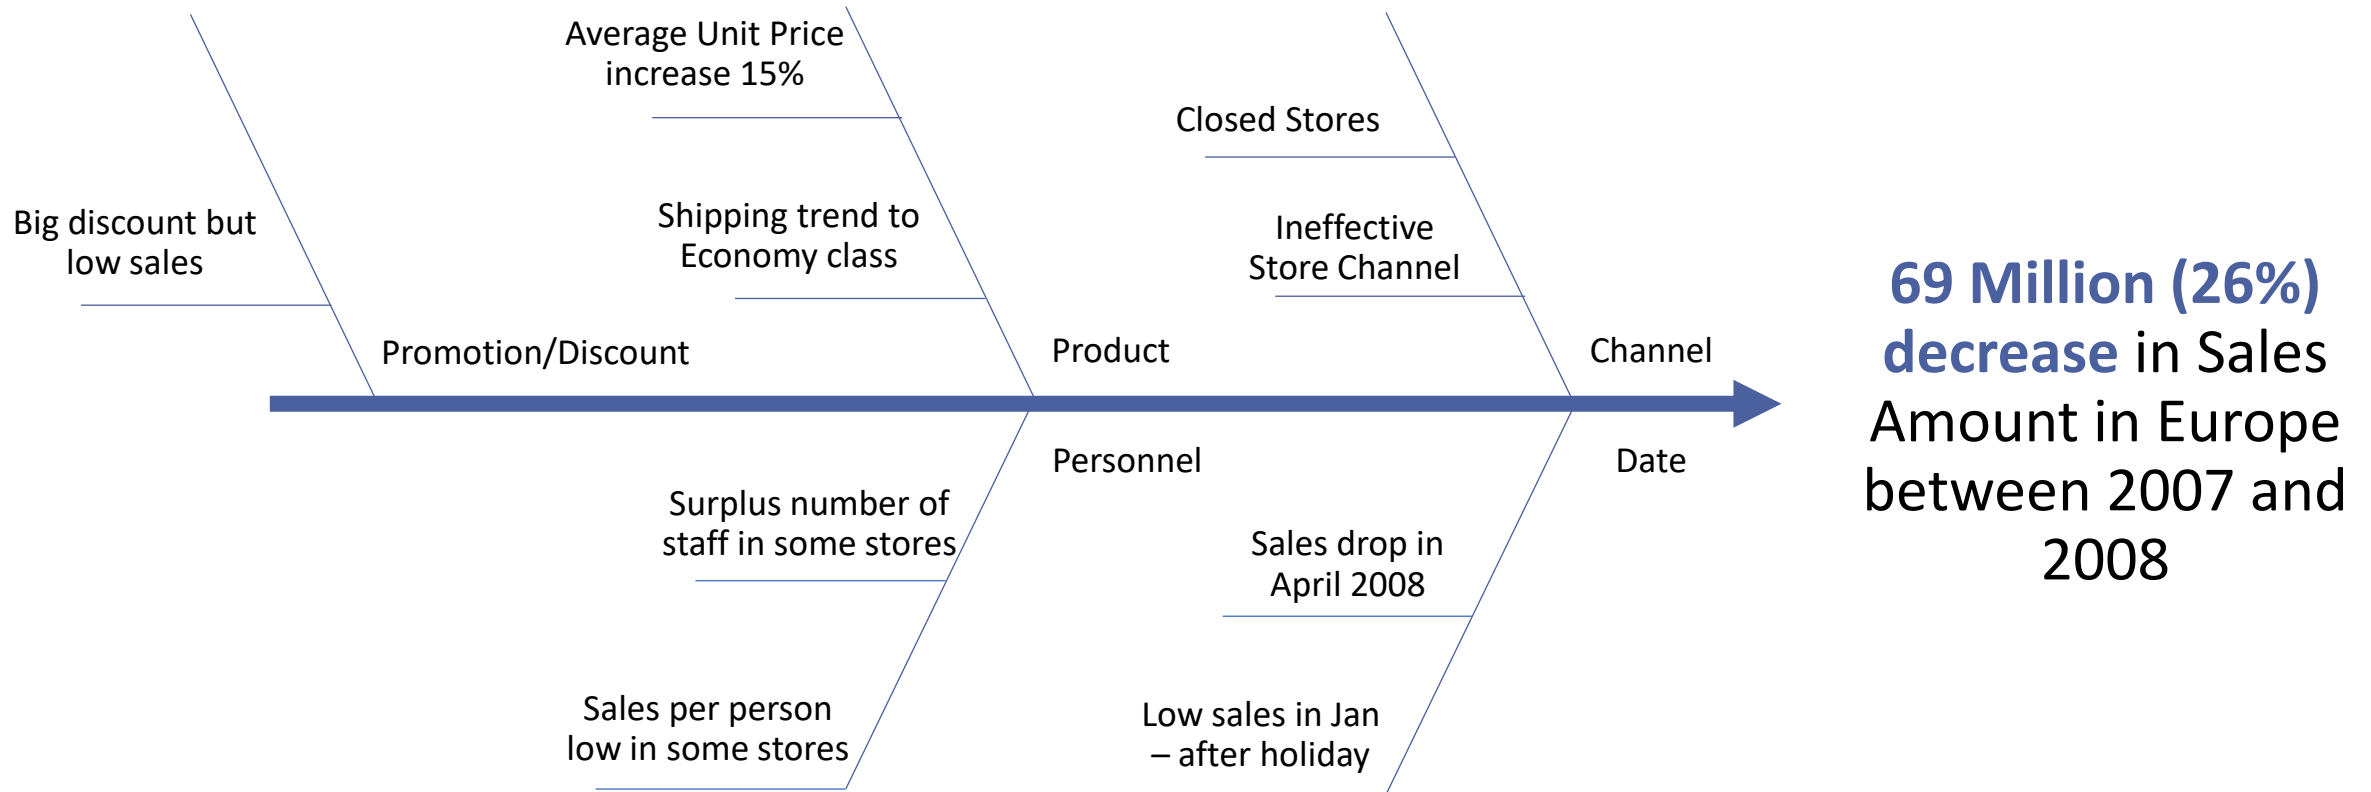 Average Unit Price
increase 15%
Closed Stores
Big discount but
low sales
Shipping trend to
Economy class
Ineffective
Store Channel
Promotion/Discount
Product
Channel
69 Million (26%)
decrease in Sales
Amount in Europe
between 2007 and
2008
Personnel
Date
Surplus number of
staff in some stores
Sales drop in
April 2008
Sales per person
low in some stores
Low sales in Jan
– after holiday